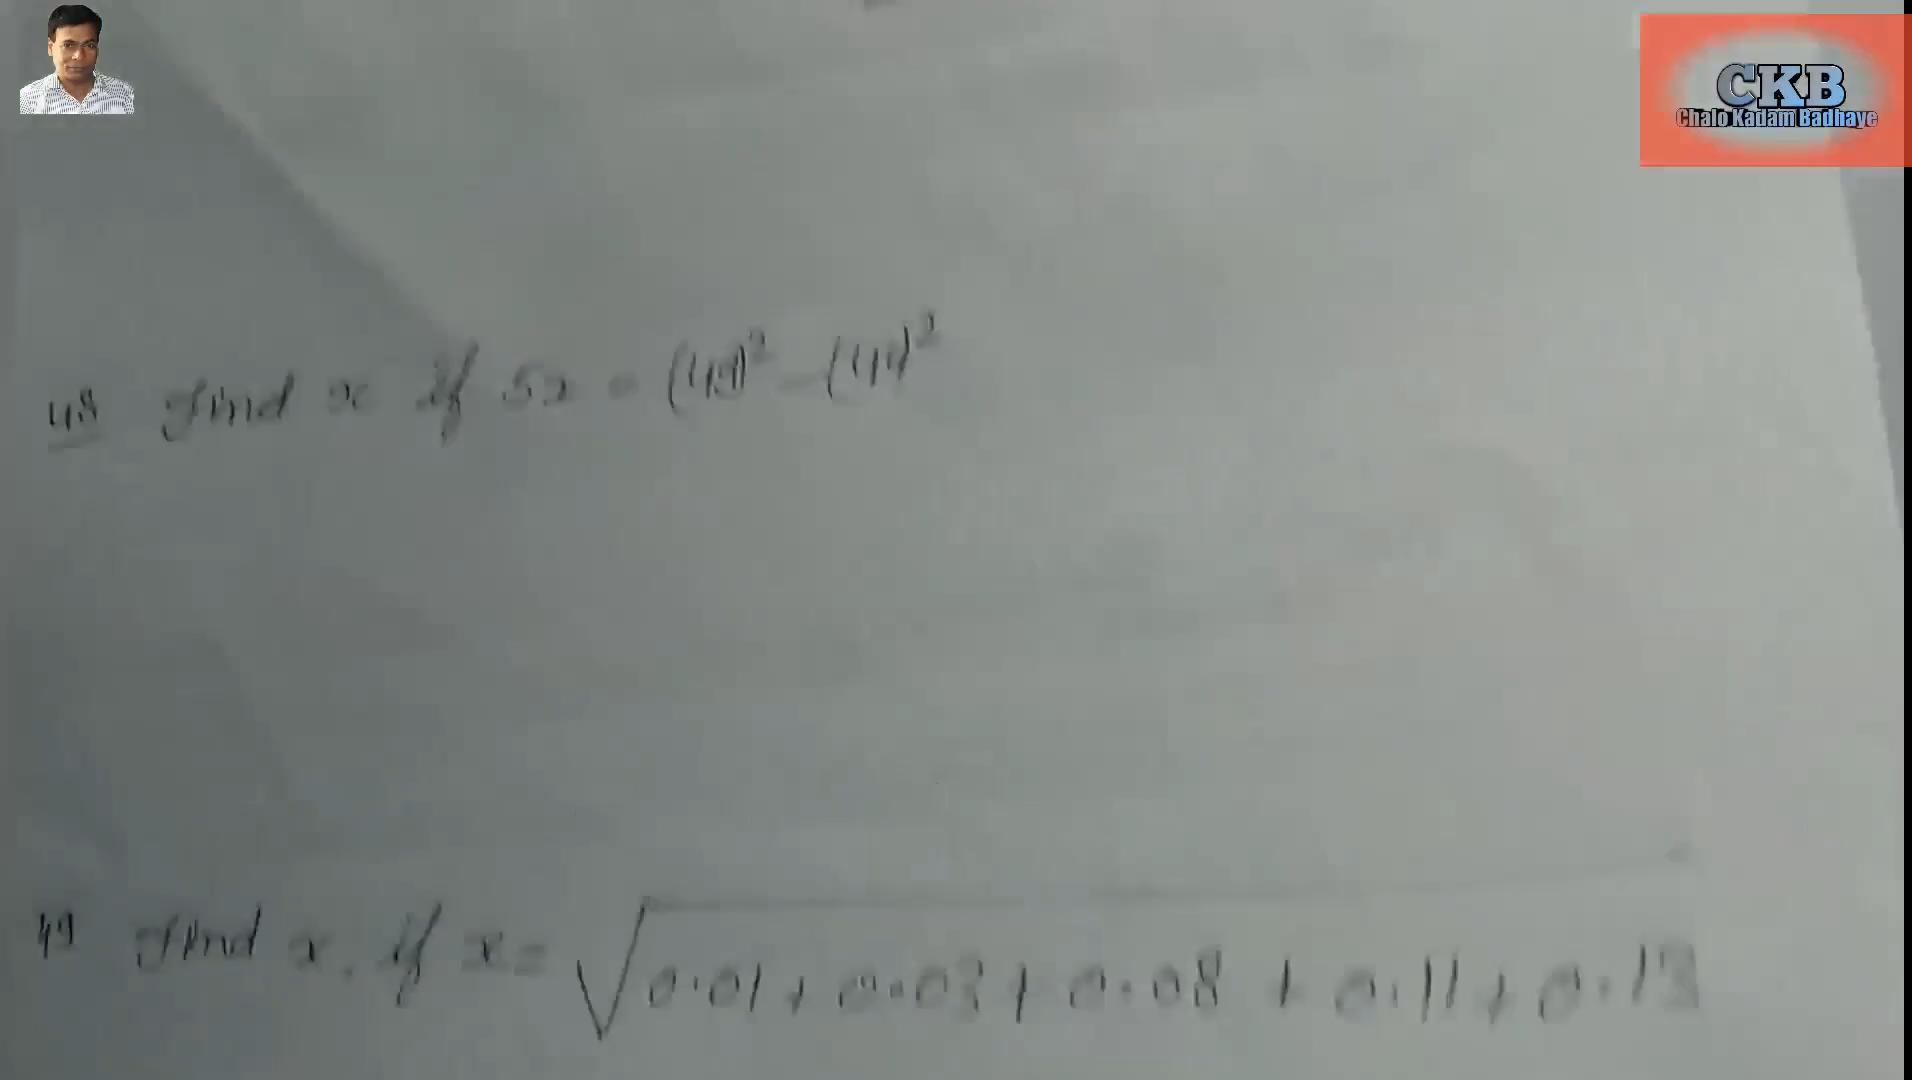 CKB
Chalo Kadam Badhaye
48 Find x if 5x = (49)² - (44)²
49 Find x, if x = √0.01 + 0.03 + 0.08 + 0.11 + 0.13